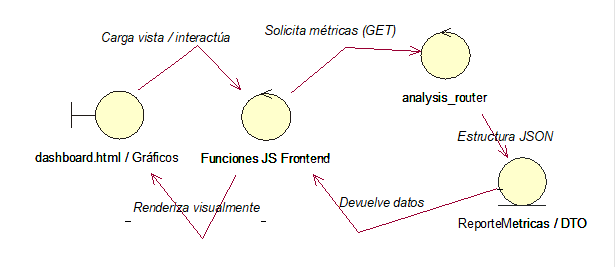 Carga vista / interactúa
Solicita métricas (GET)
analysis_router
dashboard.html / Gráficos
Funciones JS Frontend
Estructura JSON
Renderiza visualmente
Devuelve datos
ReporteMetricas / DTO